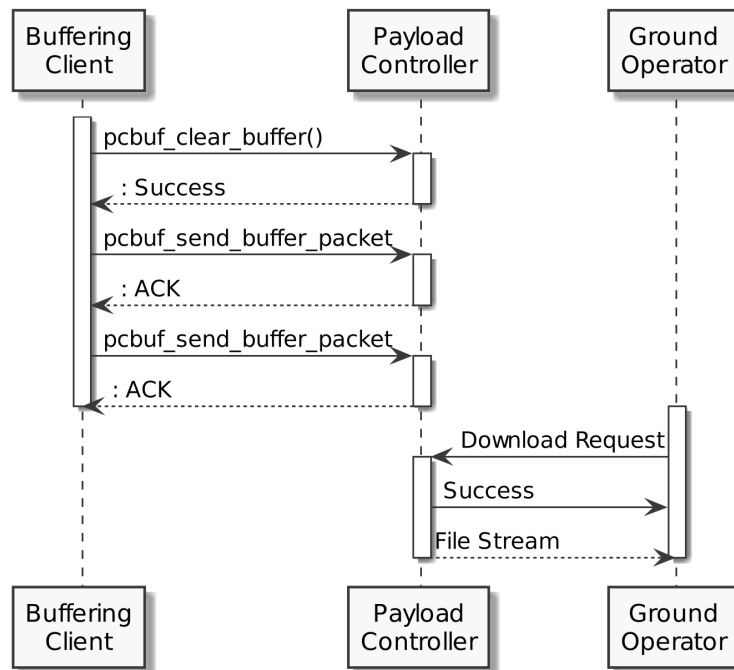 Buffering
Client
Payload
Controller
Ground
Operator
pcbuf_clear_buffer()
: Success
pcbuf_send_buffer_packet
: ACK
pcbuf_send_buffer_packet
: ACK
Download Request
Success
File Stream
Buffering
Client
Payload
Controller
Ground
Operator